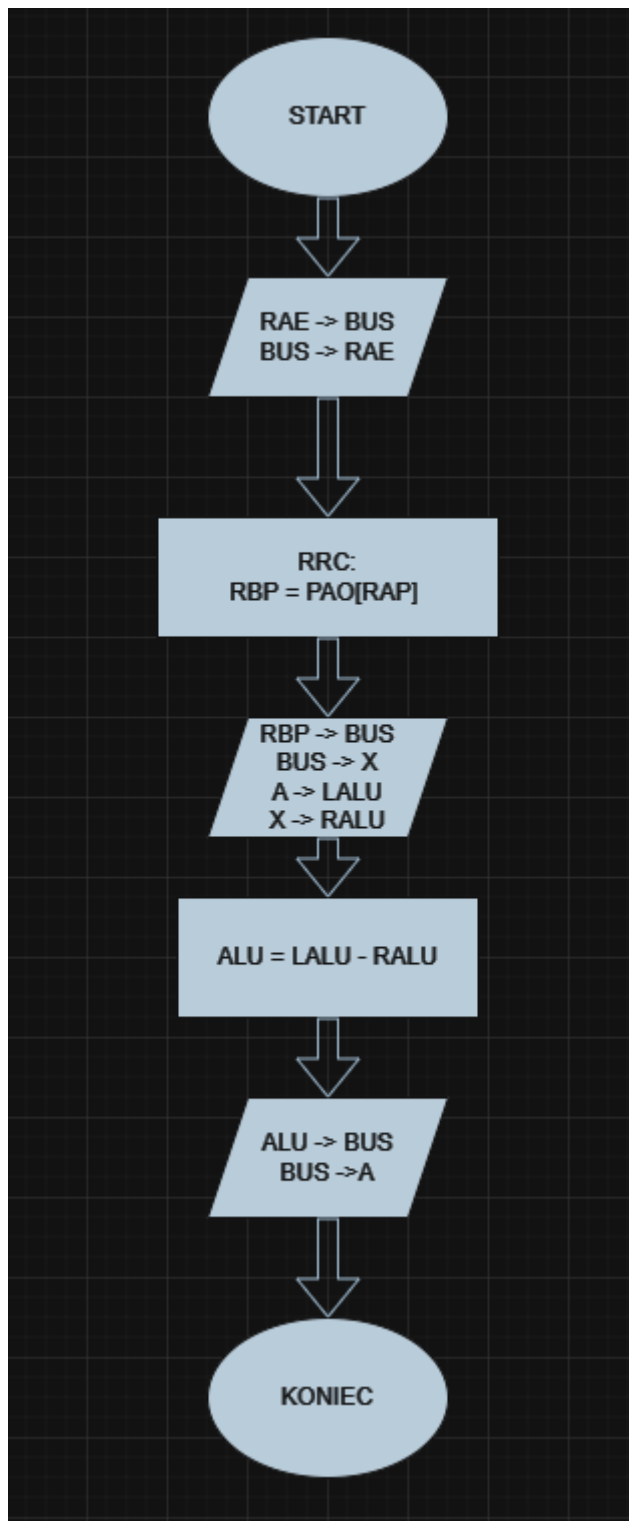 START
RAE -> BUS
BUS -> RAE
RRC:
RBP = PAO[RAP]
RBP -> BUS
BUS -> X
A -> LALU
X -> RALU
ALU = LALU - RALU
ALU -> BUS
BUS ->A
KONIEC